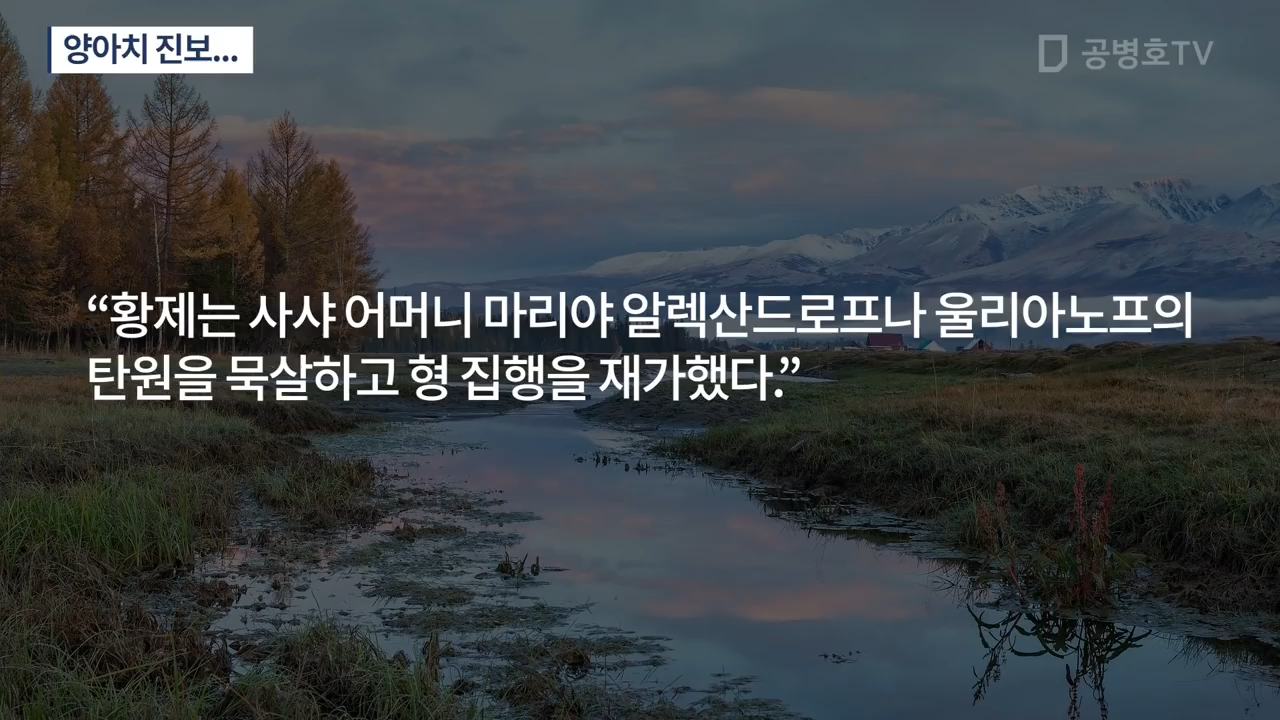 양아치 진보...
공병호TV
“황제는 사샤 어머니 마리야 알렉산드로프나 울리아노프의
탄원을 묵살하고 형 집행을 재가했다.”